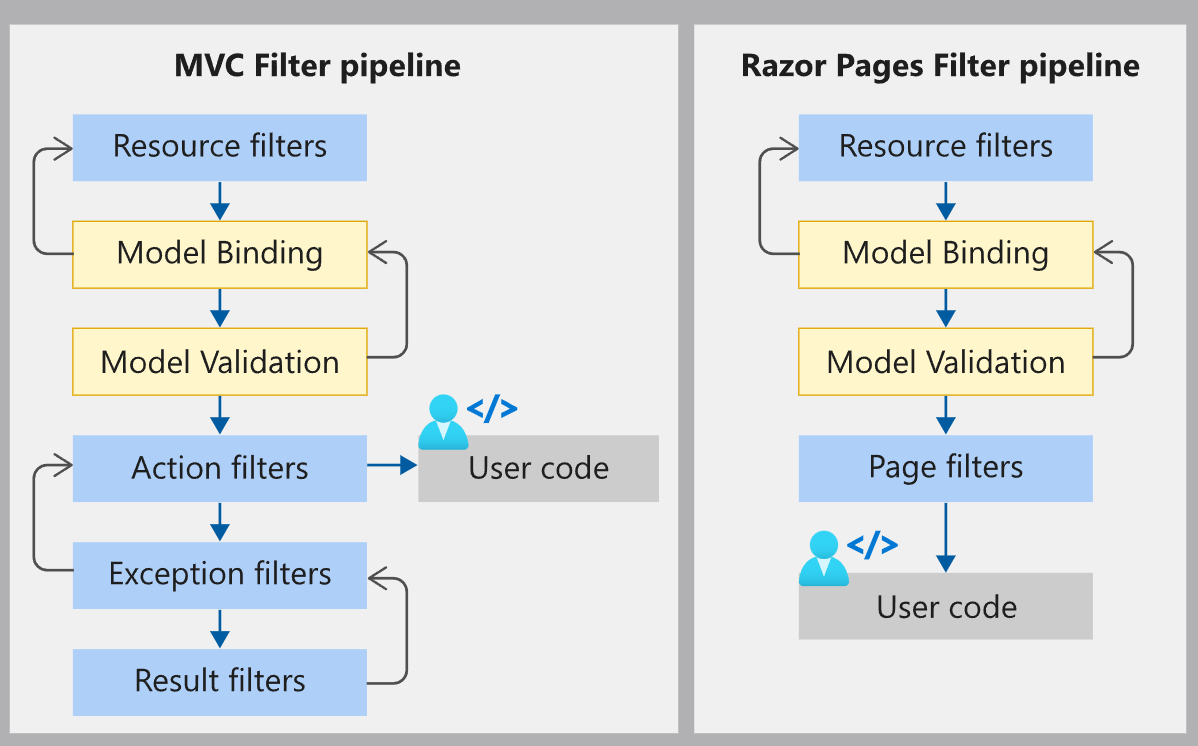 MVC Filter pipeline
Resource filters
Model Binding
Model Validation
Action filters
</>
User code
Exception filters
Result filters
Razor Pages Filter pipeline
Resource filters
Model Binding
Model Validation
Page filters
</>
User code